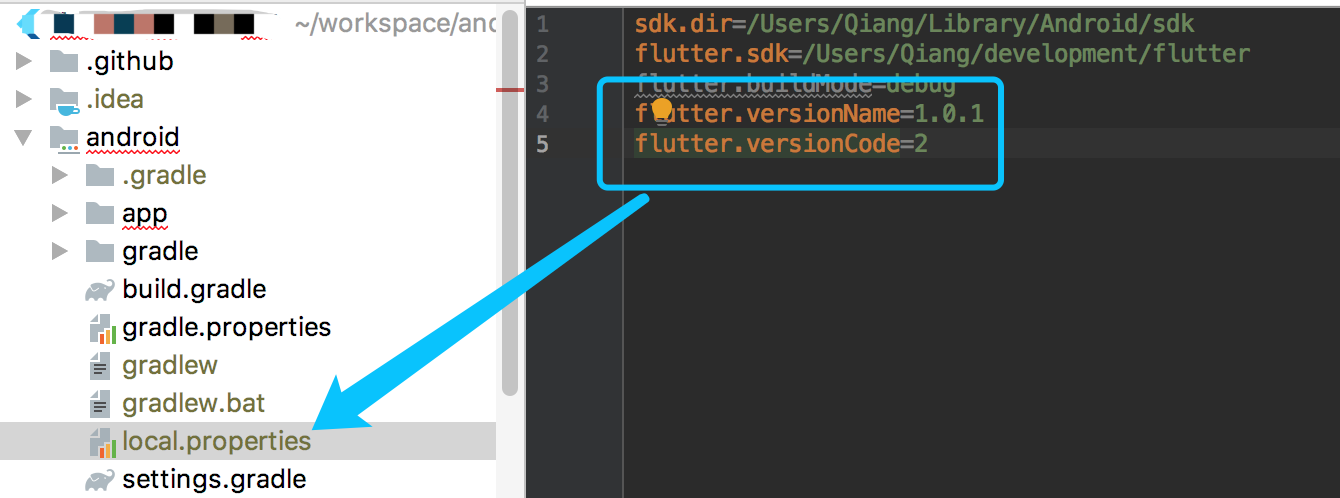 ~/workspace/and
.github
.idea
android
.gradle
app
gradle
build.gradle
gradle.properties
gradlew
gradlew.bat
local.properties
settings.gradle
1 sdk.dir=/Users/Qiang/Library/Android/sdk
2 flutter.sdk=/Users/Qiang/development/flutter
3 flutter.buildMode=debug
4 flutter.versionName=1.0.1
5 flutter.versionCode=2